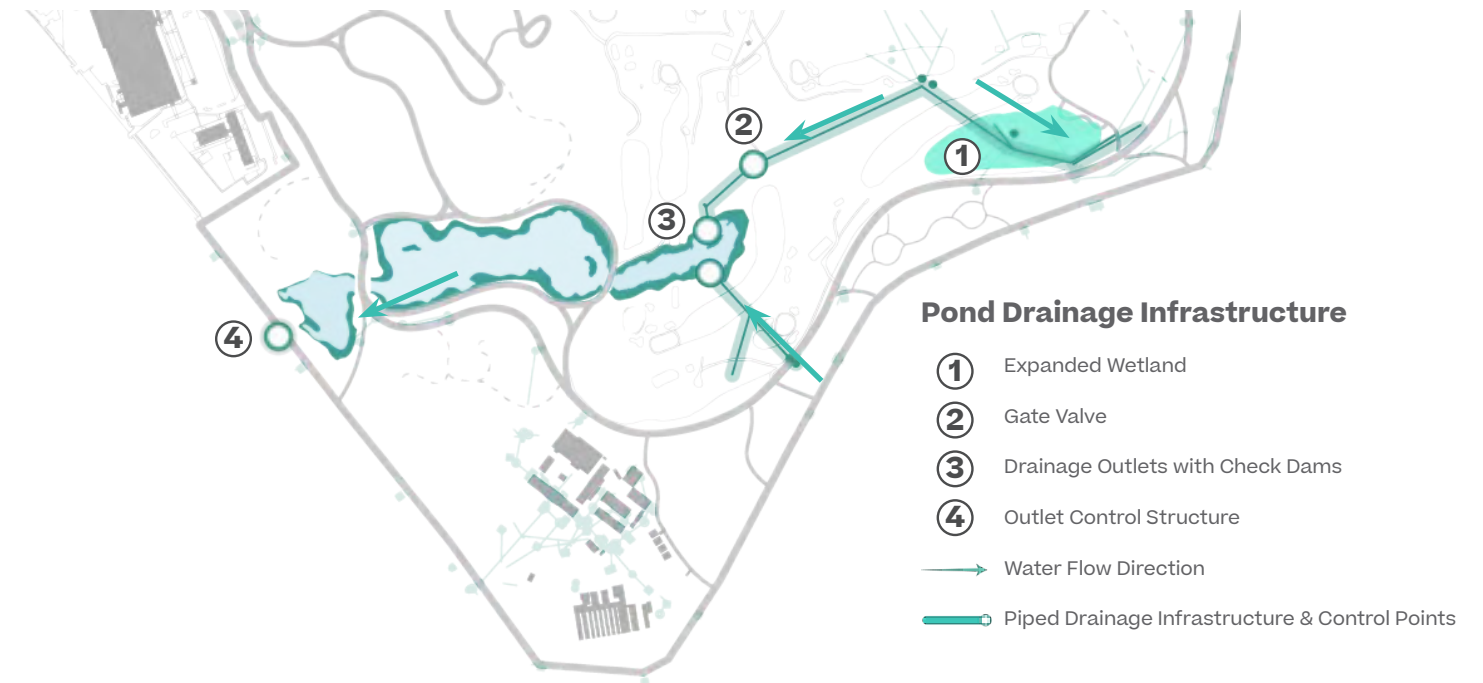 2
1
3
4
Pond Drainage Infrastructure
1 Expanded Wetland
2 Gate Valve
3 Drainage Outlets with Check Dams
4 Outlet Control Structure
Water Flow Direction
Piped Drainage Infrastructure & Control Points